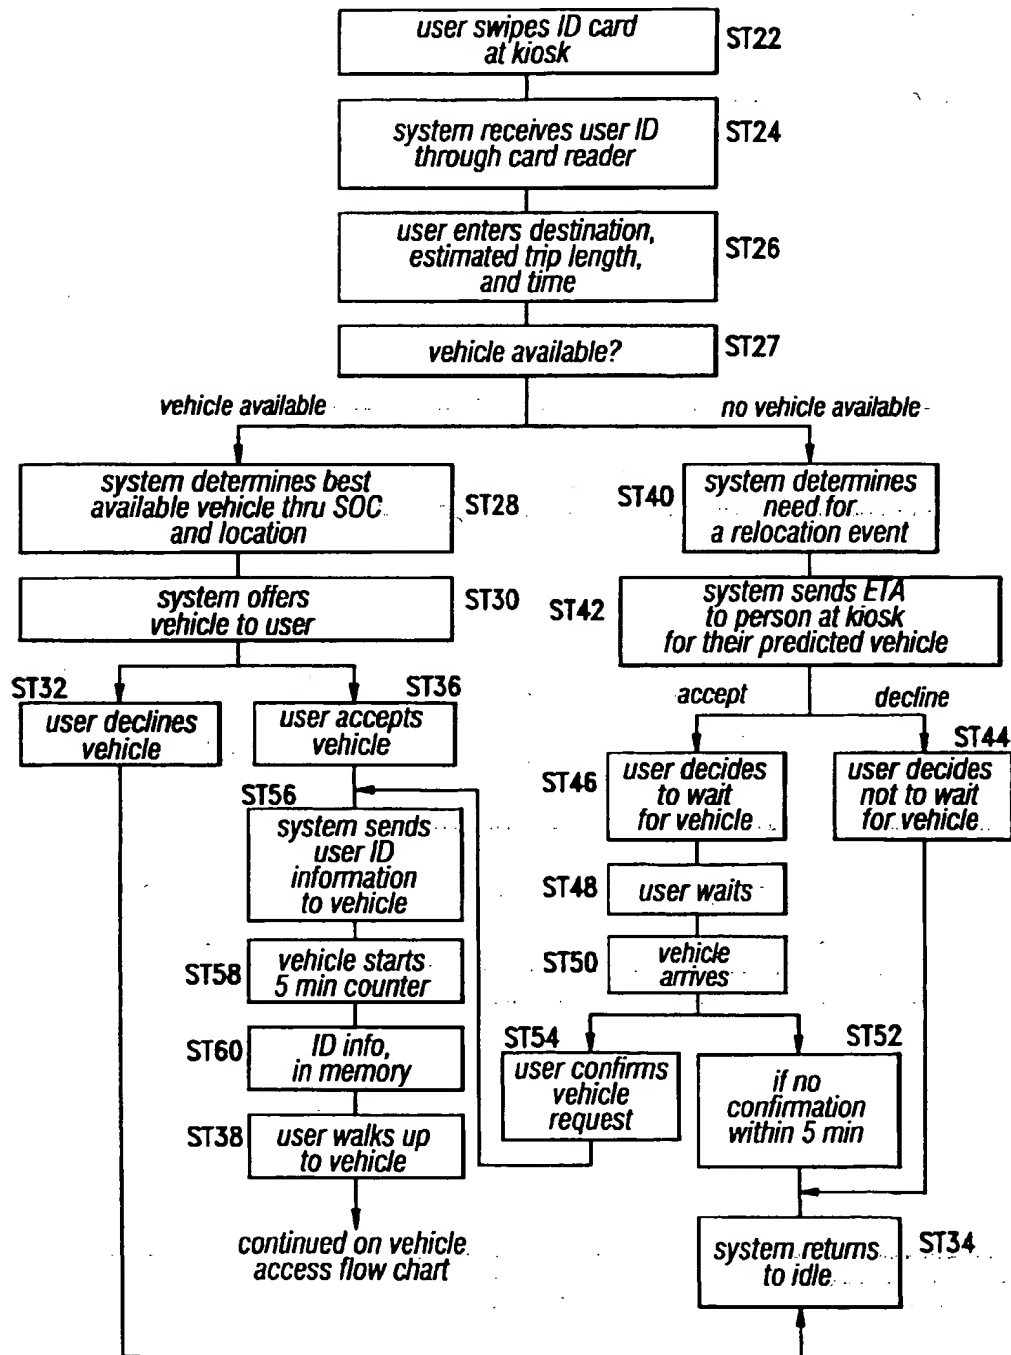 user swipes ID card
at kiosk
ST22
system receives user ID
through card reader
ST24
user enters destination,
estimated trip length,
and time
ST26
vehicle available?
ST27
vehicle available
no vehicle available
system determines best
available vehicle thru SOC
and location
ST28
ST40
system determines
need for
a relocation event
system offers
vehicle to user
ST30
ST42
system sends ETA
to person at kiosk
for their predicted vehicle
ST32
user declines
vehicle
ST36
user accepts
vehicle
accept
decline
ST46
user decides
to wait
for vehicle
ST44
user decides
not to wait
for vehicle
ST56
system sends
user ID
information
to vehicle
ST48
user waits
ST58
vehicle starts
5 min counter
ST50
vehicle
arrives
ST60
ID info,
in memory
ST54
user confirms
vehicle
request
ST52
if no
confirmation
within 5 min
ST38
user walks up
to vehicle
continued on vehicle
access flow chart
system returns
to idle
ST34